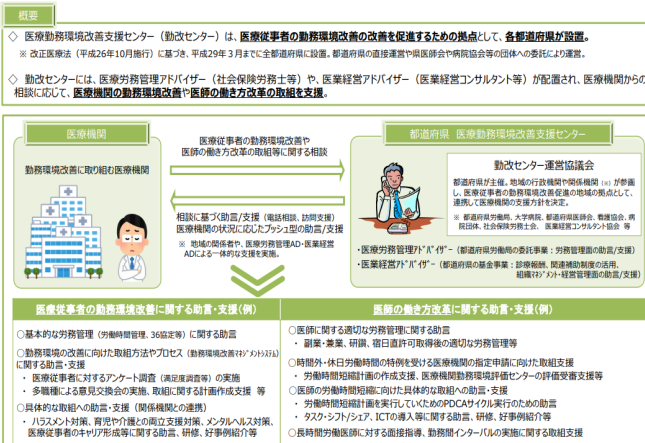 概要
◇ 医療勤務環境改善支援センター（勤改センター）は、医療従事者の勤務環境改善の改善を促進するための拠点として、各都道府県が設置。
※ 改正医療法（平成26年10月施行）に基づき、平成29年３月までに全都道府県に設置。都道府県の直接運営や県医師会や病院協会等の団体への委託により運営。
◇ 勤改センターには、医療労務管理アドバイザー（社会保険労務士等）や、医業経営アドバイザー（医業経営コンサルタント等）が配置され、医療機関からの
相談に応じて、医療機関の勤務環境改善や医師の働き方改革の取組を支援。
医療機関
勤務環境改善に取り組む医療機関
医療従事者の勤務環境改善や
医師の働き方改革の取組等に関する相談
相談に基づく助言/支援（電話相談、訪問支援）
医療機関の状況に応じたプッシュ型の助言/支援
※ 地域の関係者や、医療労務管理AD・医業経営
ADによる一体的な支援を実施。
都道府県 医療勤務環境改善支援センター
勤改センター運営協議会
都道府県が主催。地域の行政機関や関係機関（※）が参画
し、医療従事者の勤務環境改善促進の地域の拠点として、
連携して医療機関の支援方針を決定。
※ 都道府県労働局、大学病院、都道府県医師会、看護協会、病
院団体、社会保険労務士会、医業経営コンサルタント協会 等
・医療労務管理ｱﾄﾞﾊﾞｲｻﾞｰ（都道府県労働局の委託事業：労務管理面の助言/支援）
・医業経営ｱﾄﾞﾊﾞｲｻﾞｰ（都道府県の基金事業：診療報酬、関連補助制度の活用、
組織ﾏﾈｼﾞﾒﾝﾄ・経営管理面の助言/支援）
医療従事者の勤務環境改善に関する助言・支援（例）
○基本的な労務管理（労働時間管理、36協定等）に関する助言
○勤務環境の改善に向けた取組方法やプロセス（勤務環境改善ﾏﾈｼﾞﾒﾝﾄｼｽﾃﾑ）
に関する助言・支援
・ 医療従事者に対するアンケート調査（満足度調査等）の実施
・ 多職種による意見交換会の実施、取組に関する計画作成支援 等
○具体的な取組への助言・支援（関係機関との連携）
・ ハラスメント対策、育児や介護との両立支援対策、メンタルヘルス対策、
医療従事者のキャリア形成等に関する助言、研修、好事例紹介等
医師の働き方改革に関する助言・支援（例）
○医師に関する適切な労務管理に関する助言
・ 副業・兼業、研鑽、宿日直許可取得後の適切な労務管理等
○時間外・休日労働時間の特例を受ける医療機関の指定申請に向けた取組支援
・ 労働時間短縮計画の作成支援、医療機関勤務環境評価センターの評価受審支援等
○医師の労働時間短縮に向けた具体的な取組への助言・支援
・ 労働時間短縮計画を実行していくためのPDCAサイクル実行のための助言
・ タスク・シフト/シェア、ICTの導入等に関する助言、研修、好事例紹介等
○長時間労働医師に対する面接指導、勤務間インターバルの実施に関する取組支援